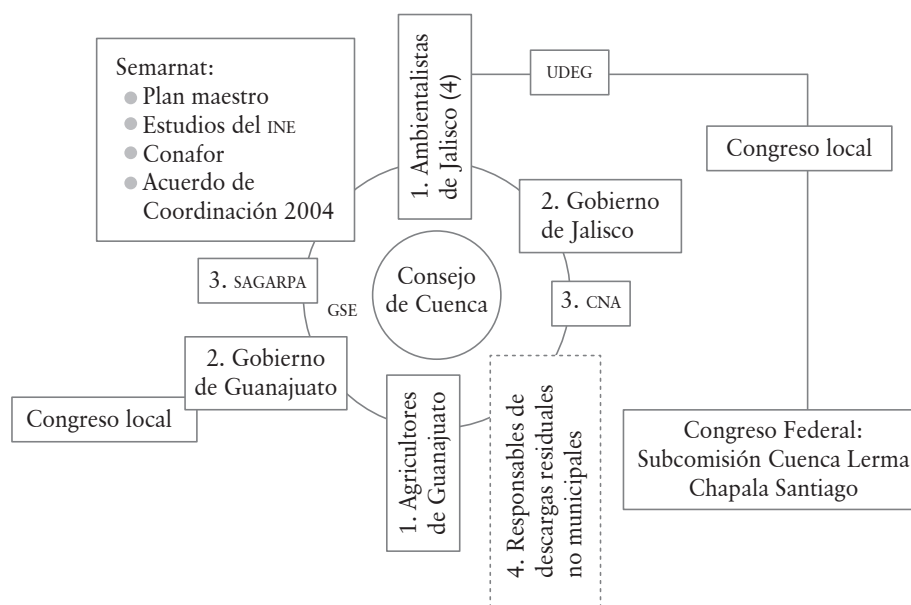 Semarnat:
Plan maestro
Estudios del INE
Conafor
Acuerdo de
Coordinación 2004
1. Ambientalistas
de Jalisco (4)
UDEG
Congreso local
2. Gobierno
de Jalisco
3. SAGARPA
GSE
Consejo
de Cuenca
3. CNA
2. Gobierno
de Guanajuato
Congreso local
1. Agricultores
de Guanajuato
4. Responsables de
descargas residuales
no municipales
Congreso Federal:
Subcomisión Cuenca Lerma
Chapala Santiago